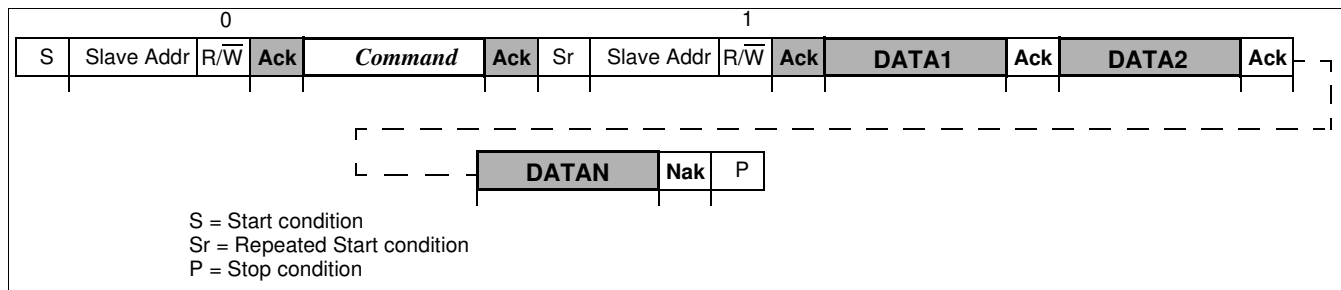 0 1
S Slave Addr R/W̅ Ack Command Ack Sr Slave Addr R/W̅ Ack DATA1 Ack DATA2 Ack
DATAN Nak P
S = Start condition
Sr = Repeated Start condition
P = Stop condition